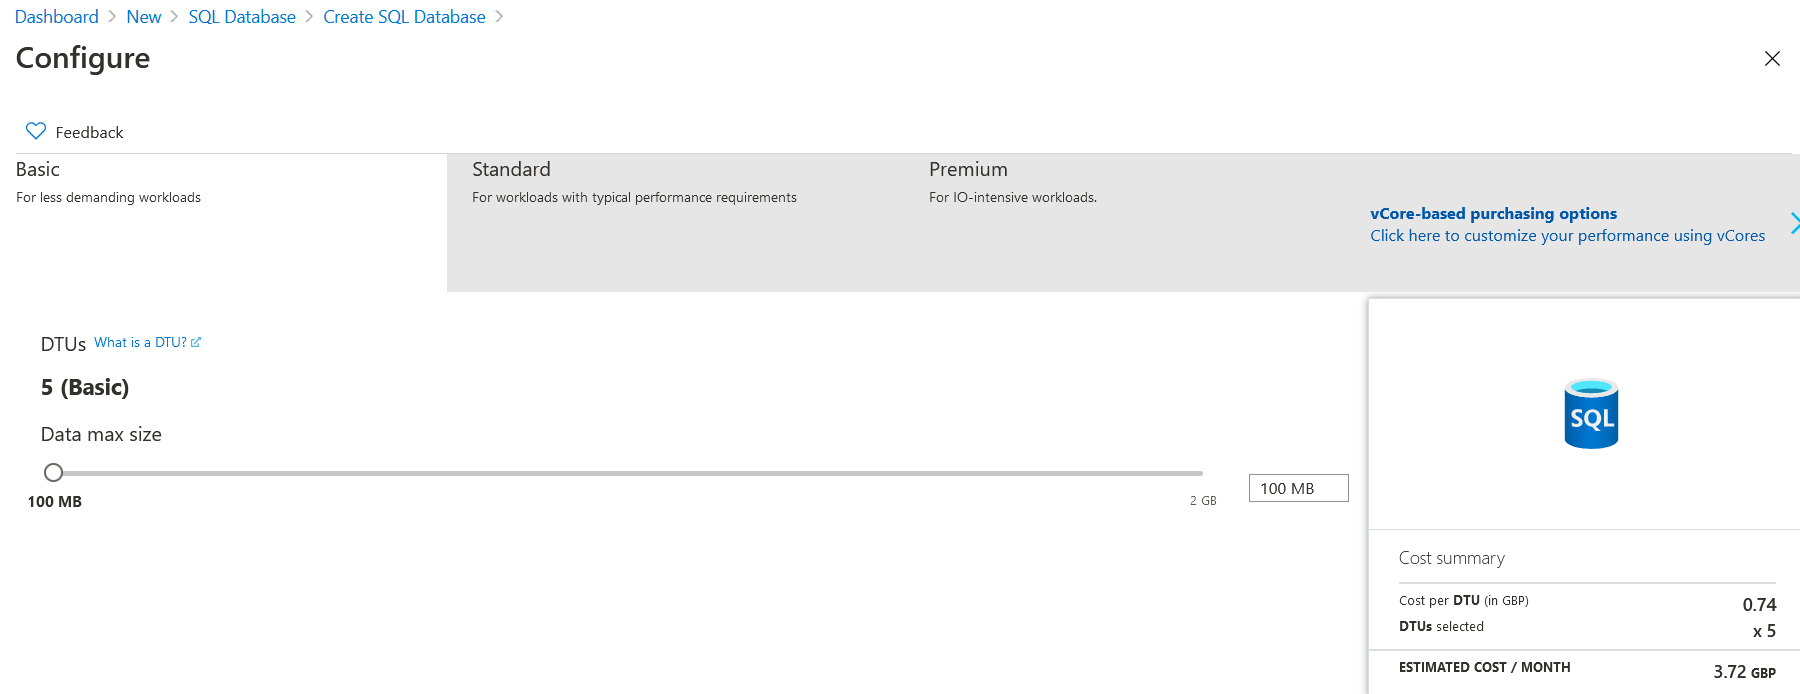 Dashboard > New > SQL Database > Create SQL Database >
Configure
Feedback
Basic
For less demanding workloads
Standard
For workloads with typical performance requirements
Premium
For IO-intensive workloads.
vCore-based purchasing options
Click here to customize your performance using vCores
DTUs What is a DTU?
5 (Basic)
Data max size
100 MB
2 GB
100 MB
SQL
Cost summary
Cost per DTU (in GBP) 0.74
DTUs selected x 5
ESTIMATED COST / MONTH 3.72 GBP